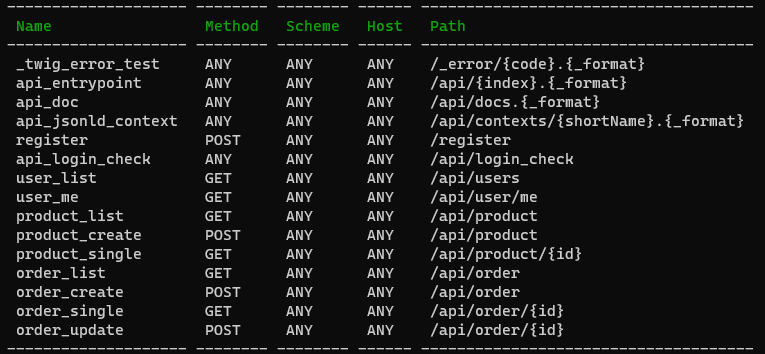 Name Method Scheme Host Path
_twig_error_test ANY ANY ANY /_error/{code}.{_format}
api_entrypoint ANY ANY ANY /api/{index}.{_format}
api_doc ANY ANY ANY /api/docs.{_format}
api_jsonld_context ANY ANY ANY /api/contexts/{shortName}.{_format}
register POST ANY ANY /register
api_login_check ANY ANY ANY /api/login_check
user_list GET ANY ANY /api/users
user_me GET ANY ANY /api/user/me
product_list GET ANY ANY /api/product
product_create POST ANY ANY /api/product
product_single GET ANY ANY /api/product/{id}
order_list GET ANY ANY /api/order
order_create POST ANY ANY /api/order
order_single GET ANY ANY /api/order/{id}
order_update POST ANY ANY /api/order/{id}